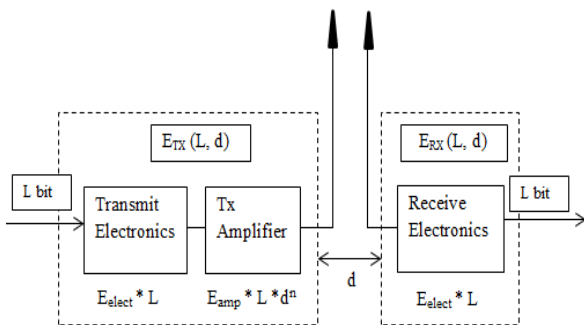 E_TX (L, d)
E_RX (L, d)
L bit
L bit
Transmit
Electronics
Tx
Amplifier
Receive
Electronics
d
E_elect * L
E_amp * L * d^n
E_elect * L